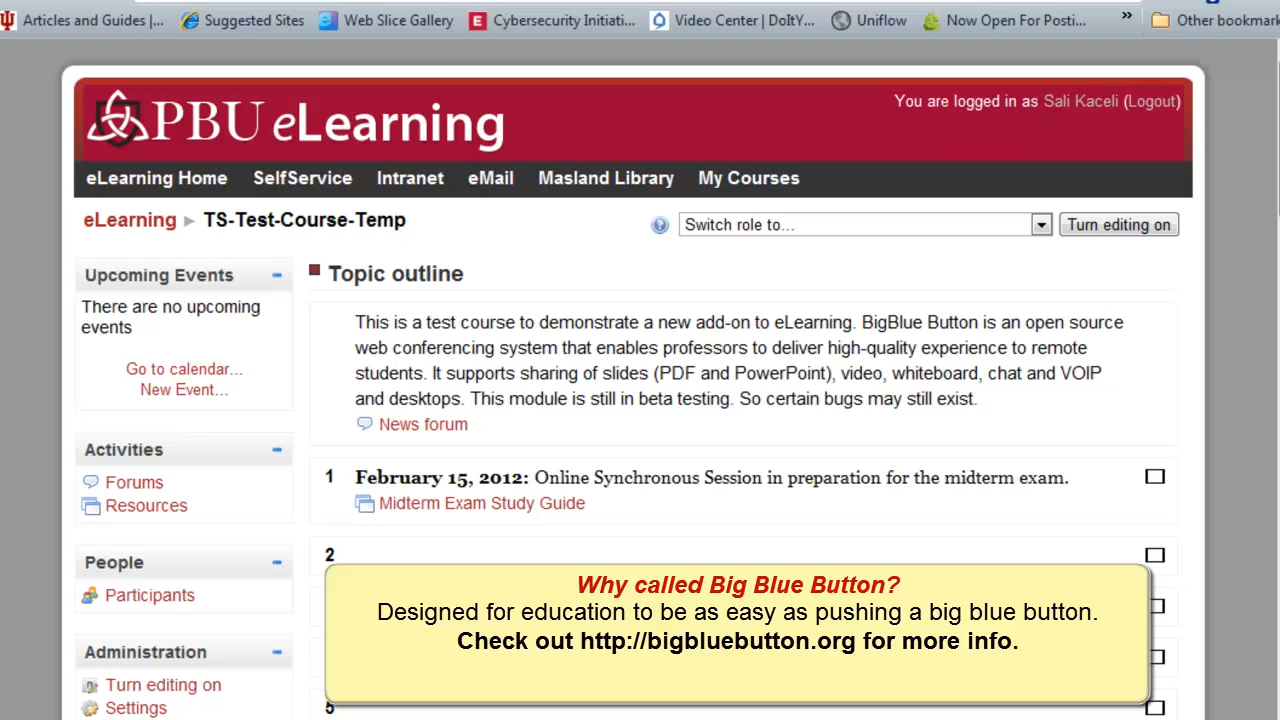 Articles and Guides |... Suggested Sites Web Slice Gallery Cybersecurity Initiati... Video Center | DoItY... Uniflow Now Open For Posti... » Other bookmark
PBU eLearning
You are logged in as Sali Kaceli (Logout)
eLearning Home SelfService Intranet eMail Masland Library My Courses
eLearning ► TS-Test-Course-Temp
Switch role to... Turn editing on
Upcoming Events
There are no upcoming
events
Go to calendar...
New Event...
Activities
Forums
Resources
People
Participants
Administration
Turn editing on
Settings
Topic outline
This is a test course to demonstrate a new add-on to eLearning. BigBlue Button is an open source
web conferencing system that enables professors to deliver high-quality experience to remote
students. It supports sharing of slides (PDF and PowerPoint), video, whiteboard, chat and VOIP
and desktops. This module is still in beta testing. So certain bugs may still exist.
News forum
1 February 15, 2012: Online Synchronous Session in preparation for the midterm exam.
Midterm Exam Study Guide
2
Why called Big Blue Button?
Designed for education to be as easy as pushing a big blue button.
Check out http://bigbluebutton.org for more info.
5